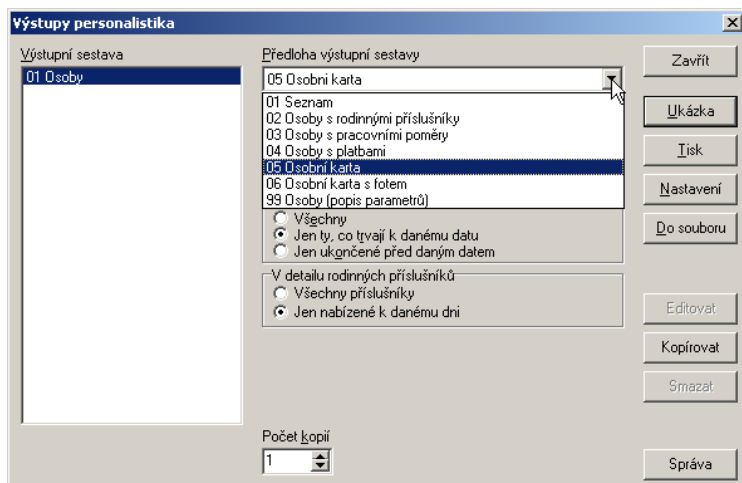 Výstupy personalistika
Výstupní sestava
01 Osoby
Předloha výstupní sestavy
05 Osobní karta
01 Seznam
02 Osoby s rodinnými příslušníky
03 Osoby s pracovními poměry
04 Osoby s platbami
05 Osobní karta
06 Osobní karta s fotem
99 Osoby (popis parametrů)
Všechny
Jen ty, co trvají k danému datu
Jen ukončené před daným datem
V detailu rodinných příslušníků
Všechny příslušníky
Jen nabízené k danému dni
Počet kopií
1
Zavřít
Ukázka
Tisk
Nastavení
Do souboru
Editovat
Kopírovat
Smazat
Správa